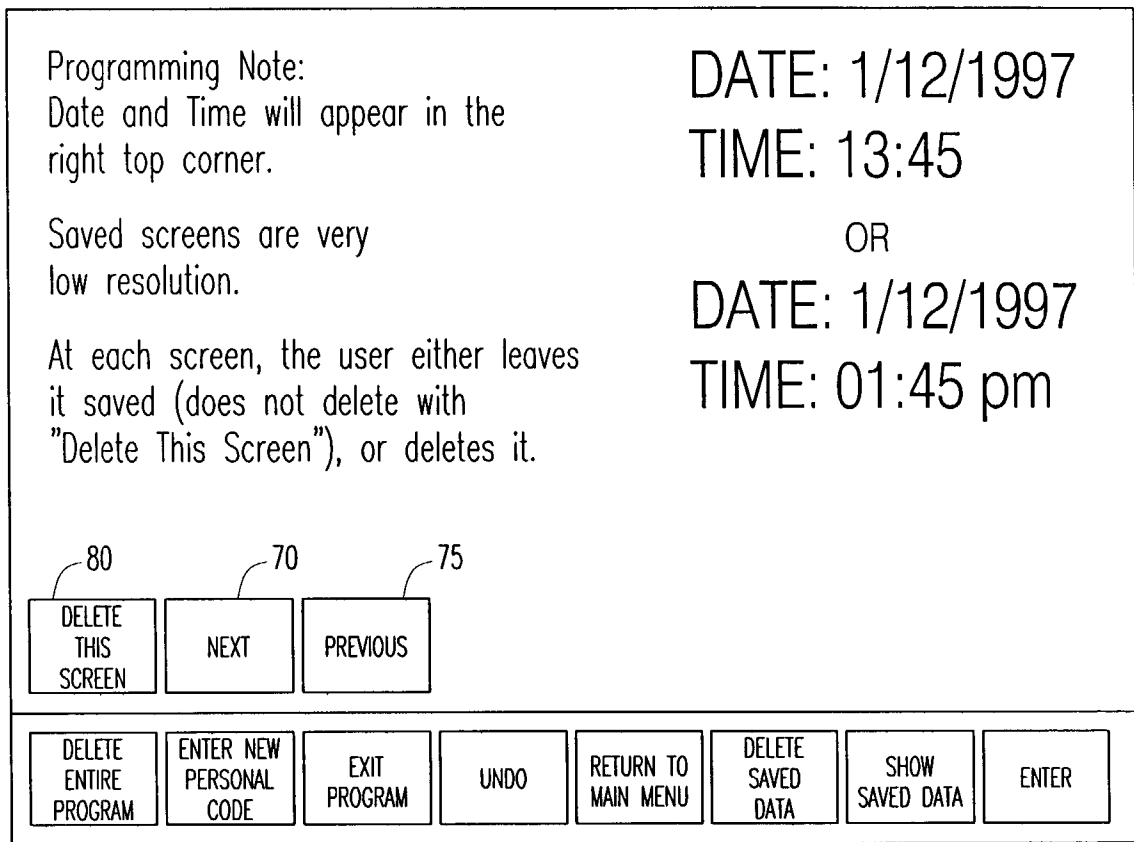 Programming Note:
Date and Time will appear in the
right top corner.
Saved screens are very
low resolution.
At each screen, the user either leaves
it saved (does not delete with
"Delete This Screen"), or deletes it.
DATE: 1/12/1997
TIME: 13:45
OR
DATE: 1/12/1997
TIME: 01:45 pm
80
70
75
DELETE
THIS
SCREEN
NEXT
PREVIOUS
DELETE
ENTIRE
PROGRAM
ENTER NEW
PERSONAL
CODE
EXIT
PROGRAM
UNDO
RETURN TO
MAIN MENU
DELETE
SAVED
DATA
SHOW
SAVED DATA
ENTER